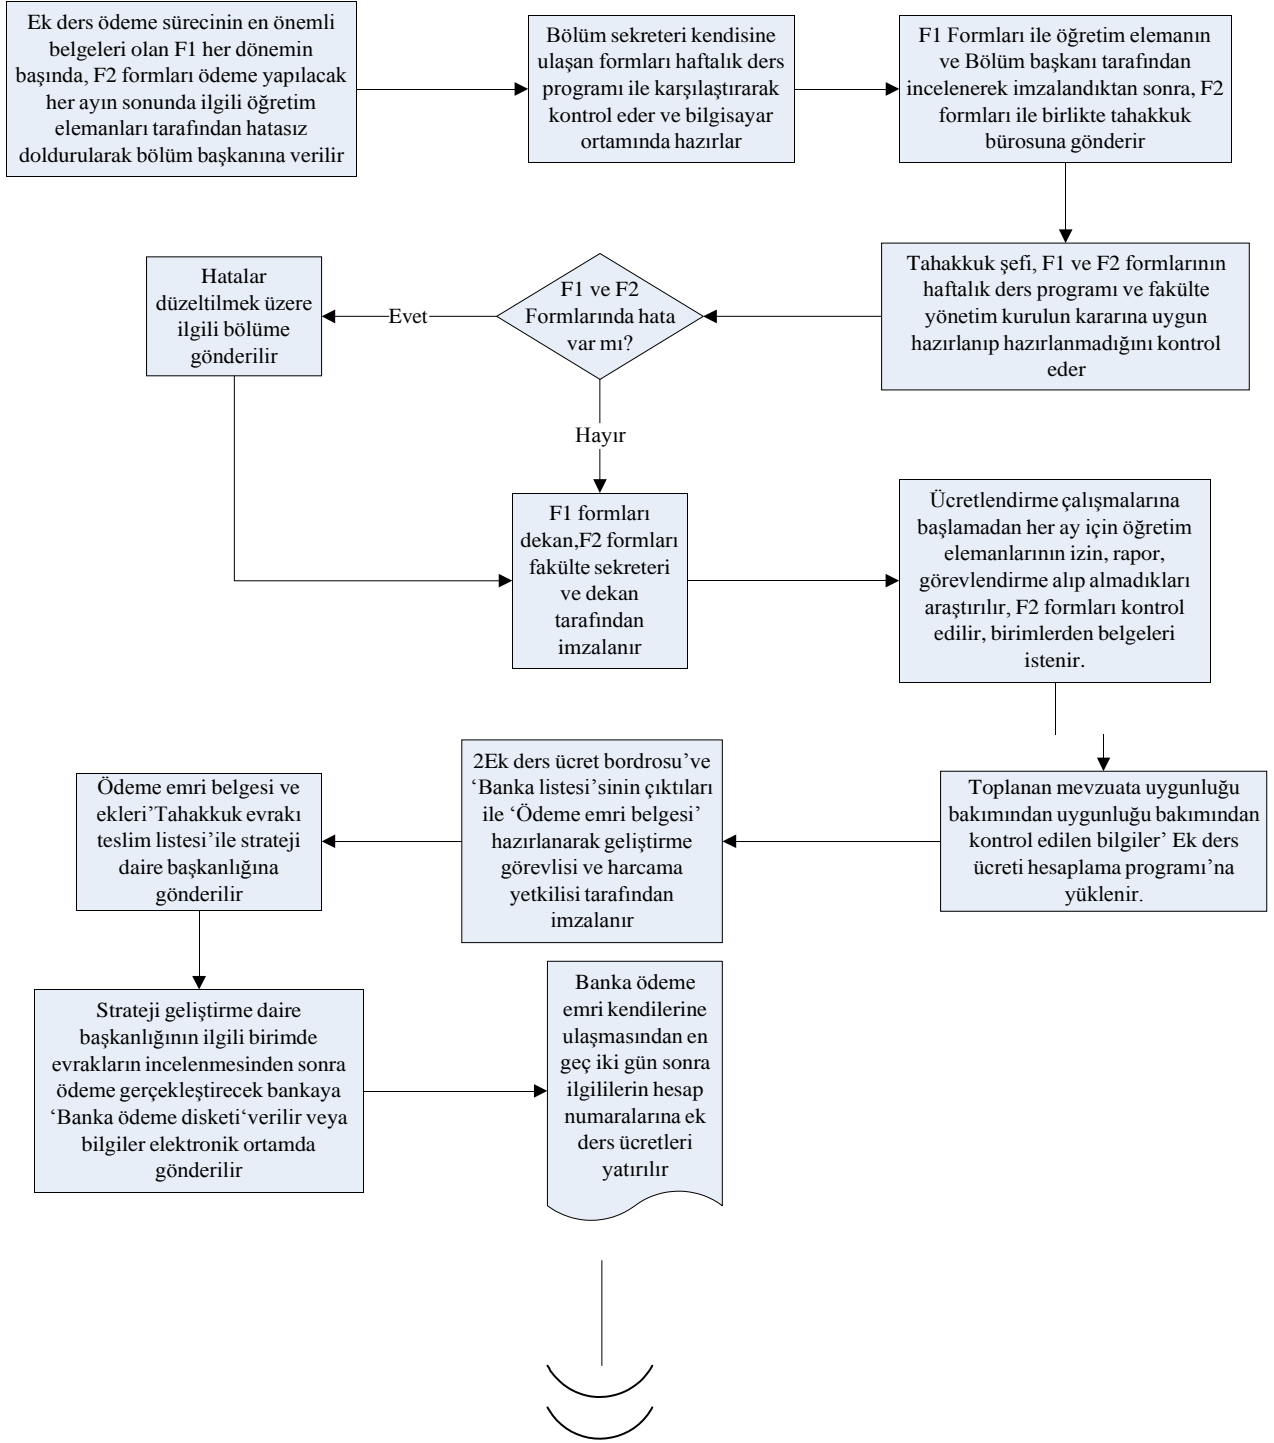 Ek ders ödeme sürecinin en önemli
belgeleri olan F1 her dönemin
başında, F2 formları ödeme yapılacak
her ayın sonunda ilgili öğretim
elemanları tarafından hatasız
doldurularak bölüm başkanına verilir
Bölüm sekreteri kendisine
ulaşan formları haftalık ders
programı ile karşılaştırarak
kontrol eder ve bilgisayar
ortamında hazırlar
F1 Formları ile öğretim elemanın
ve Bölüm başkanı tarafından
incelenerek imzalandıktan sonra, F2
formları ile birlikte tahakkuk
bürosuna gönderir
Tahakkuk şefi, F1 ve F2 formlarının
haftalık ders programı ve fakülte
yönetim kurulun kararına uygun
hazırlanıp hazırlanmadığını kontrol
eder
F1 ve F2
Formlarında hata
var mı?
Evet
Hatalar
düzeltilmek üzere
ilgili bölüme
gönderilir
Hayır
F1 formları
dekan,F2 formları
fakülte sekreteri
ve dekan
tarafından
imzalanır
Ücretlendirme çalışmalarına
başlamadan her ay için öğretim
elemanlarının izin, rapor,
görevlendirme alıp almadıkları
araştırılır, F2 formları kontrol
edilir, birimlerden belgeleri
istenir.
Toplanan mevzuata uygunluğu
bakımından uygunluğu bakımından
kontrol edilen bilgiler’ Ek ders
ücreti hesaplama programı’na
yüklenir.
2Ek ders ücret bordrosu’ve
‘Banka listesi’sinin çıktıları
ile ‘Ödeme emri belgesi’
hazırlanarak geliştirme
görevlisi ve harcama
yetkilisi tarafından
imzalanır
Ödeme emri belgesi ve
ekleri’Tahakkuk evrakı
teslim listesi’ile strateji
daire başkanlığına
gönderilir
Strateji geliştirme daire
başkanlığının ilgili birimde
evrakların incelenmesinden sonra
ödeme gerçekleştirecek bankaya
‘Banka ödeme disketi‘verilir veya
bilgiler elektronik ortamda
gönderilir
Banka ödeme
emri kendilerine
ulaşmasından en
geç iki gün sonra
ilgililerin hesap
numaralarına ek
ders ücretleri
yatırılır